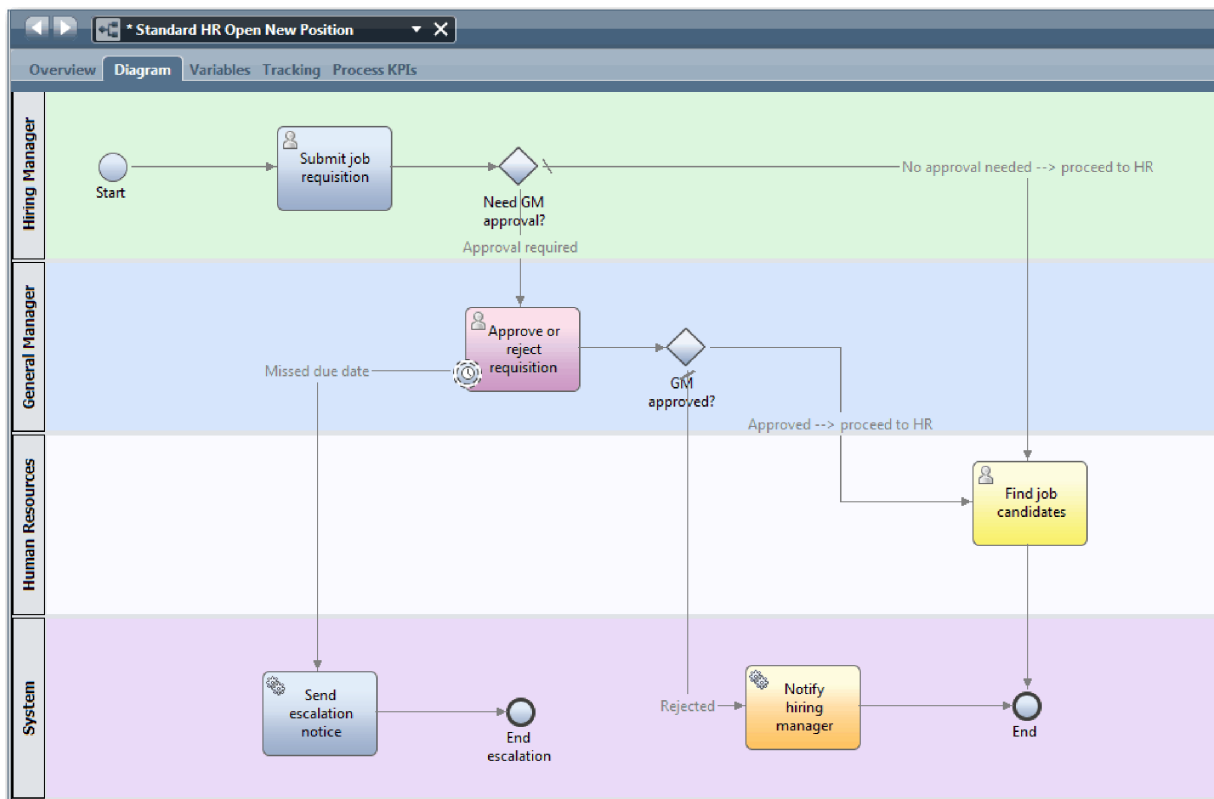 * Standard HR Open New Position
Overview
Diagram
Variables
Tracking
Process KPIs
Hiring Manager
Start
Submit job
requisition
Need GM
approval?
No approval needed --> proceed to HR
Approval required
General Manager
Approve or
reject
requisition
Missed due date
GM
approved?
Approved --> proceed to HR
Human Resources
Find job
candidates
System
Send
escalation
notice
End
escalation
Rejected
Notify
hiring
manager
End